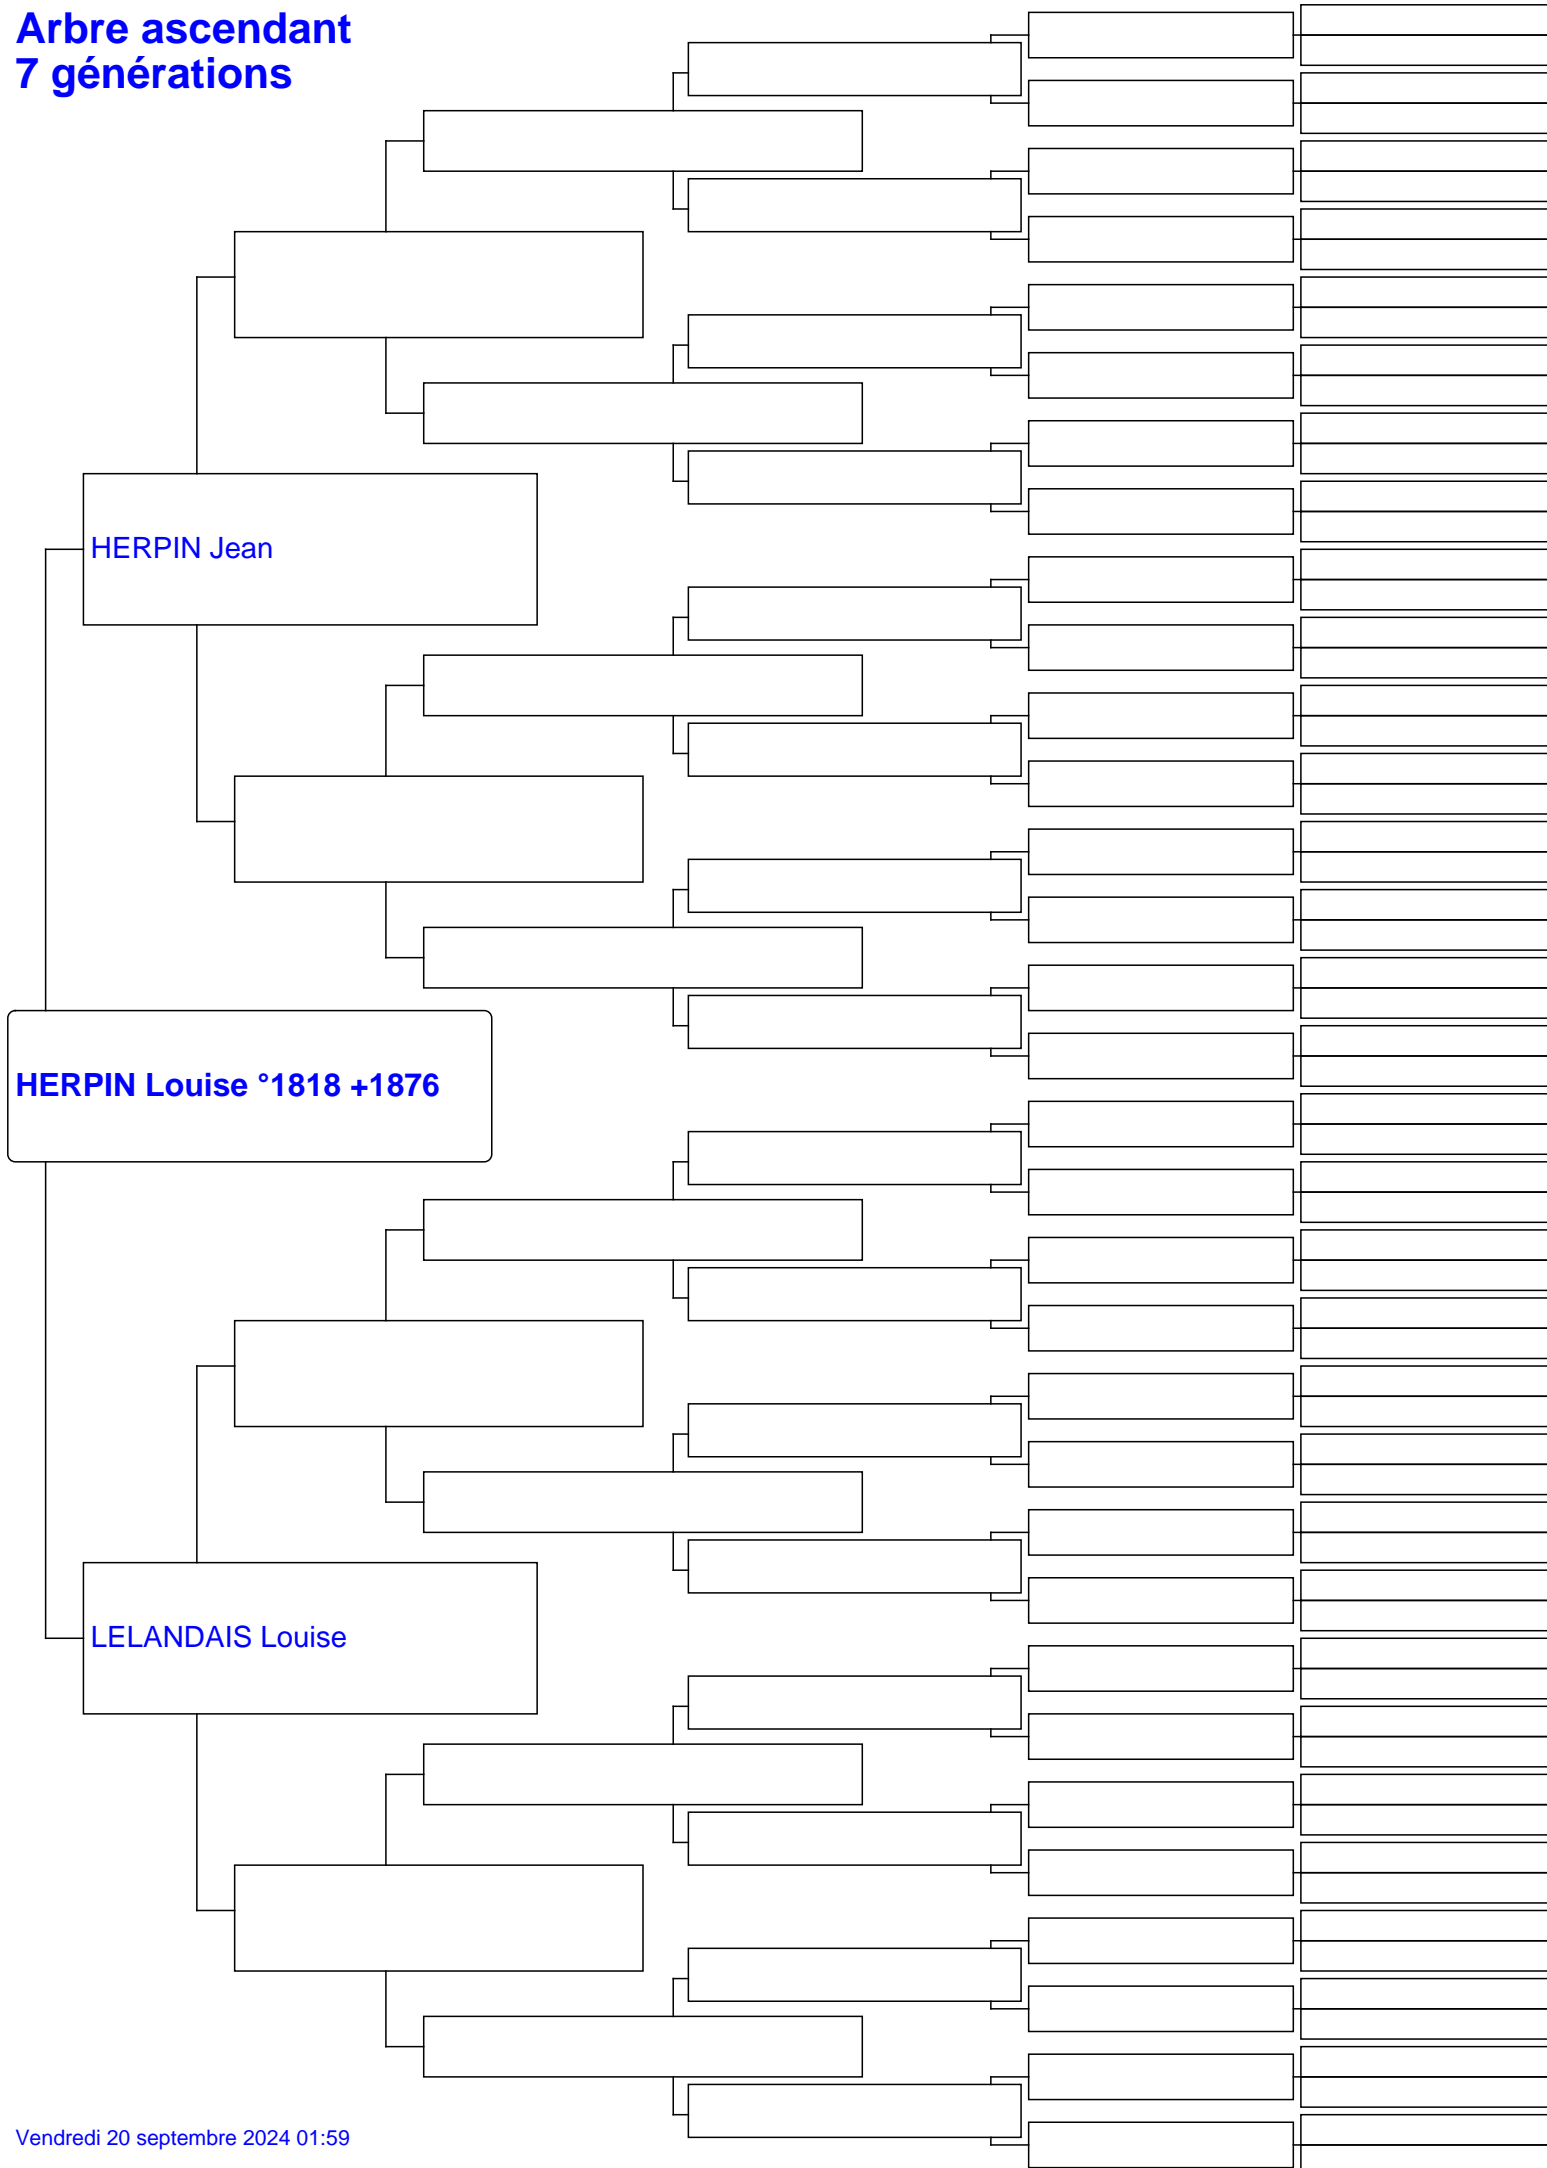 Arbre ascendant
7 générations
HERPIN Jean
HERPIN Louise °1818 +1876
LELANDAIS Louise
Vendredi 20 septembre 2024 01:59